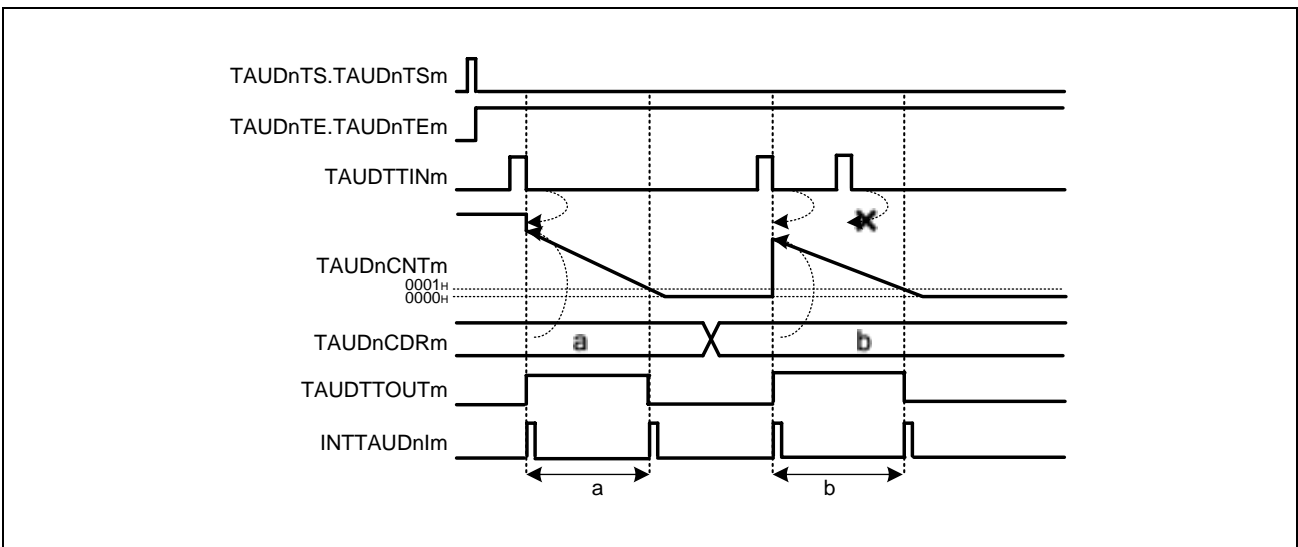 TAUDnTS.TAUDnTSm
TAUDnTE.TAUDnTEm
TAUDTTINm
TAUDnCNTm
0001H
0000H
TAUDnCDRm
a
b
TAUDTTOUTm
INTTAUDnIm
a
b